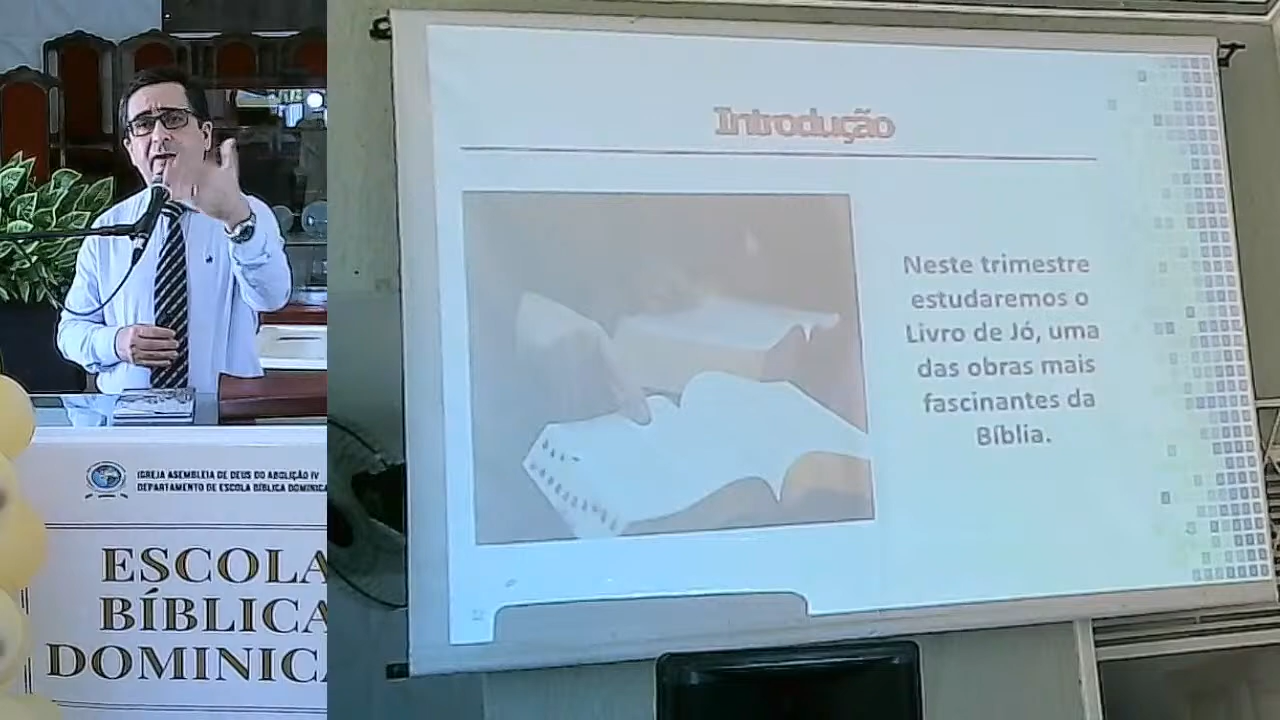 Introdução
Neste trimestre
estudaremos o
Livro de Jó, uma
das obras mais
fascinantes da
Bíblia.
IGREJA ASSEMBLEIA DE DEUS DO ABOLIÇÃO IV
DEPARTAMENTO DE ESCOLA BÍBLICA DOMINICA
ESCOLA
BÍBLICA
DOMINIC